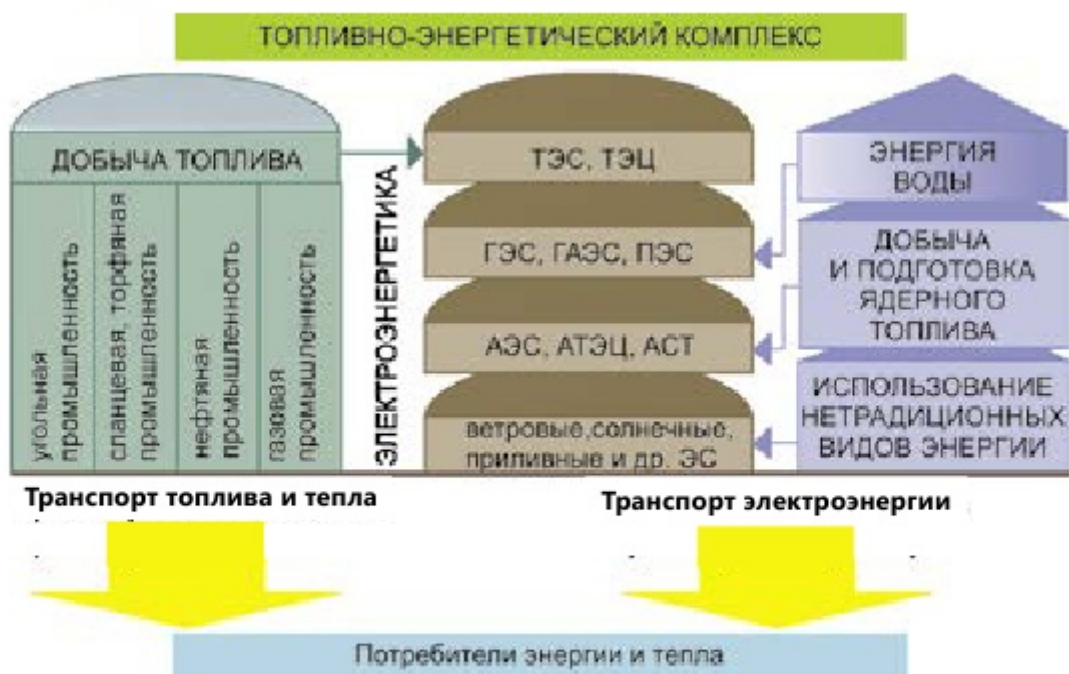 ТОПЛИВНО-ЭНЕРГЕТИЧЕСКИЙ КОМПЛЕКС
ДОБЫЧА ТОПЛИВА
угольная
промышленность
сланцевая, торфяная
промышленность
нефтяная
промышленность
газовая
промышленность
ЭЛЕКТРОЭНЕРГЕТИКА
ТЭС, ТЭЦ
ГЭС, ГАЭС, ПЭС
АЭС, АТЭЦ, АСТ
ветровые,солнечные,
приливные и др. ЭС
ЭНЕРГИЯ
ВОДЫ
ДОБЫЧА
И ПОДГОТОВКА
ЯДЕРНОГО
ТОПЛИВА
ИСПОЛЬЗОВАНИЕ
НЕТРАДИЦИОННЫХ
ВИДОВ ЭНЕРГИИ
Транспорт топлива и тепла
Транспорт электроэнергии
Потребители энергии и тепла